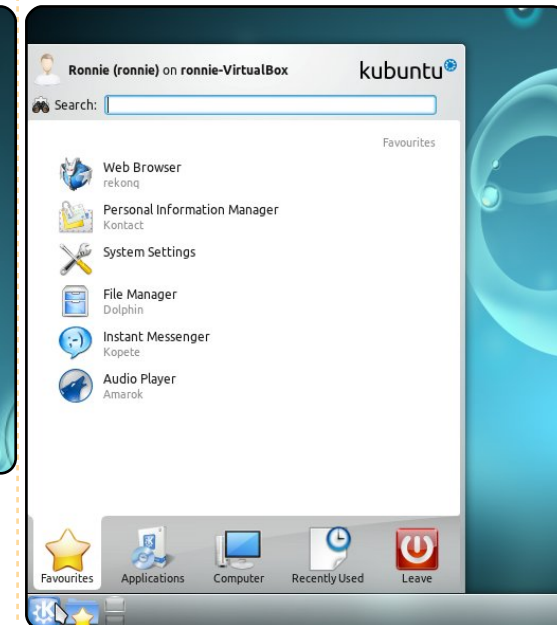 Ronnie (ronnie) on ronnie-VirtualBox
kubuntu
Search:
Favourites
Web Browser
rekonq
Personal Information Manager
Kontact
System Settings
File Manager
Dolphin
Instant Messenger
Kopete
Audio Player
Amarok
Favourites
Applications
Computer
Recently Used
Leave